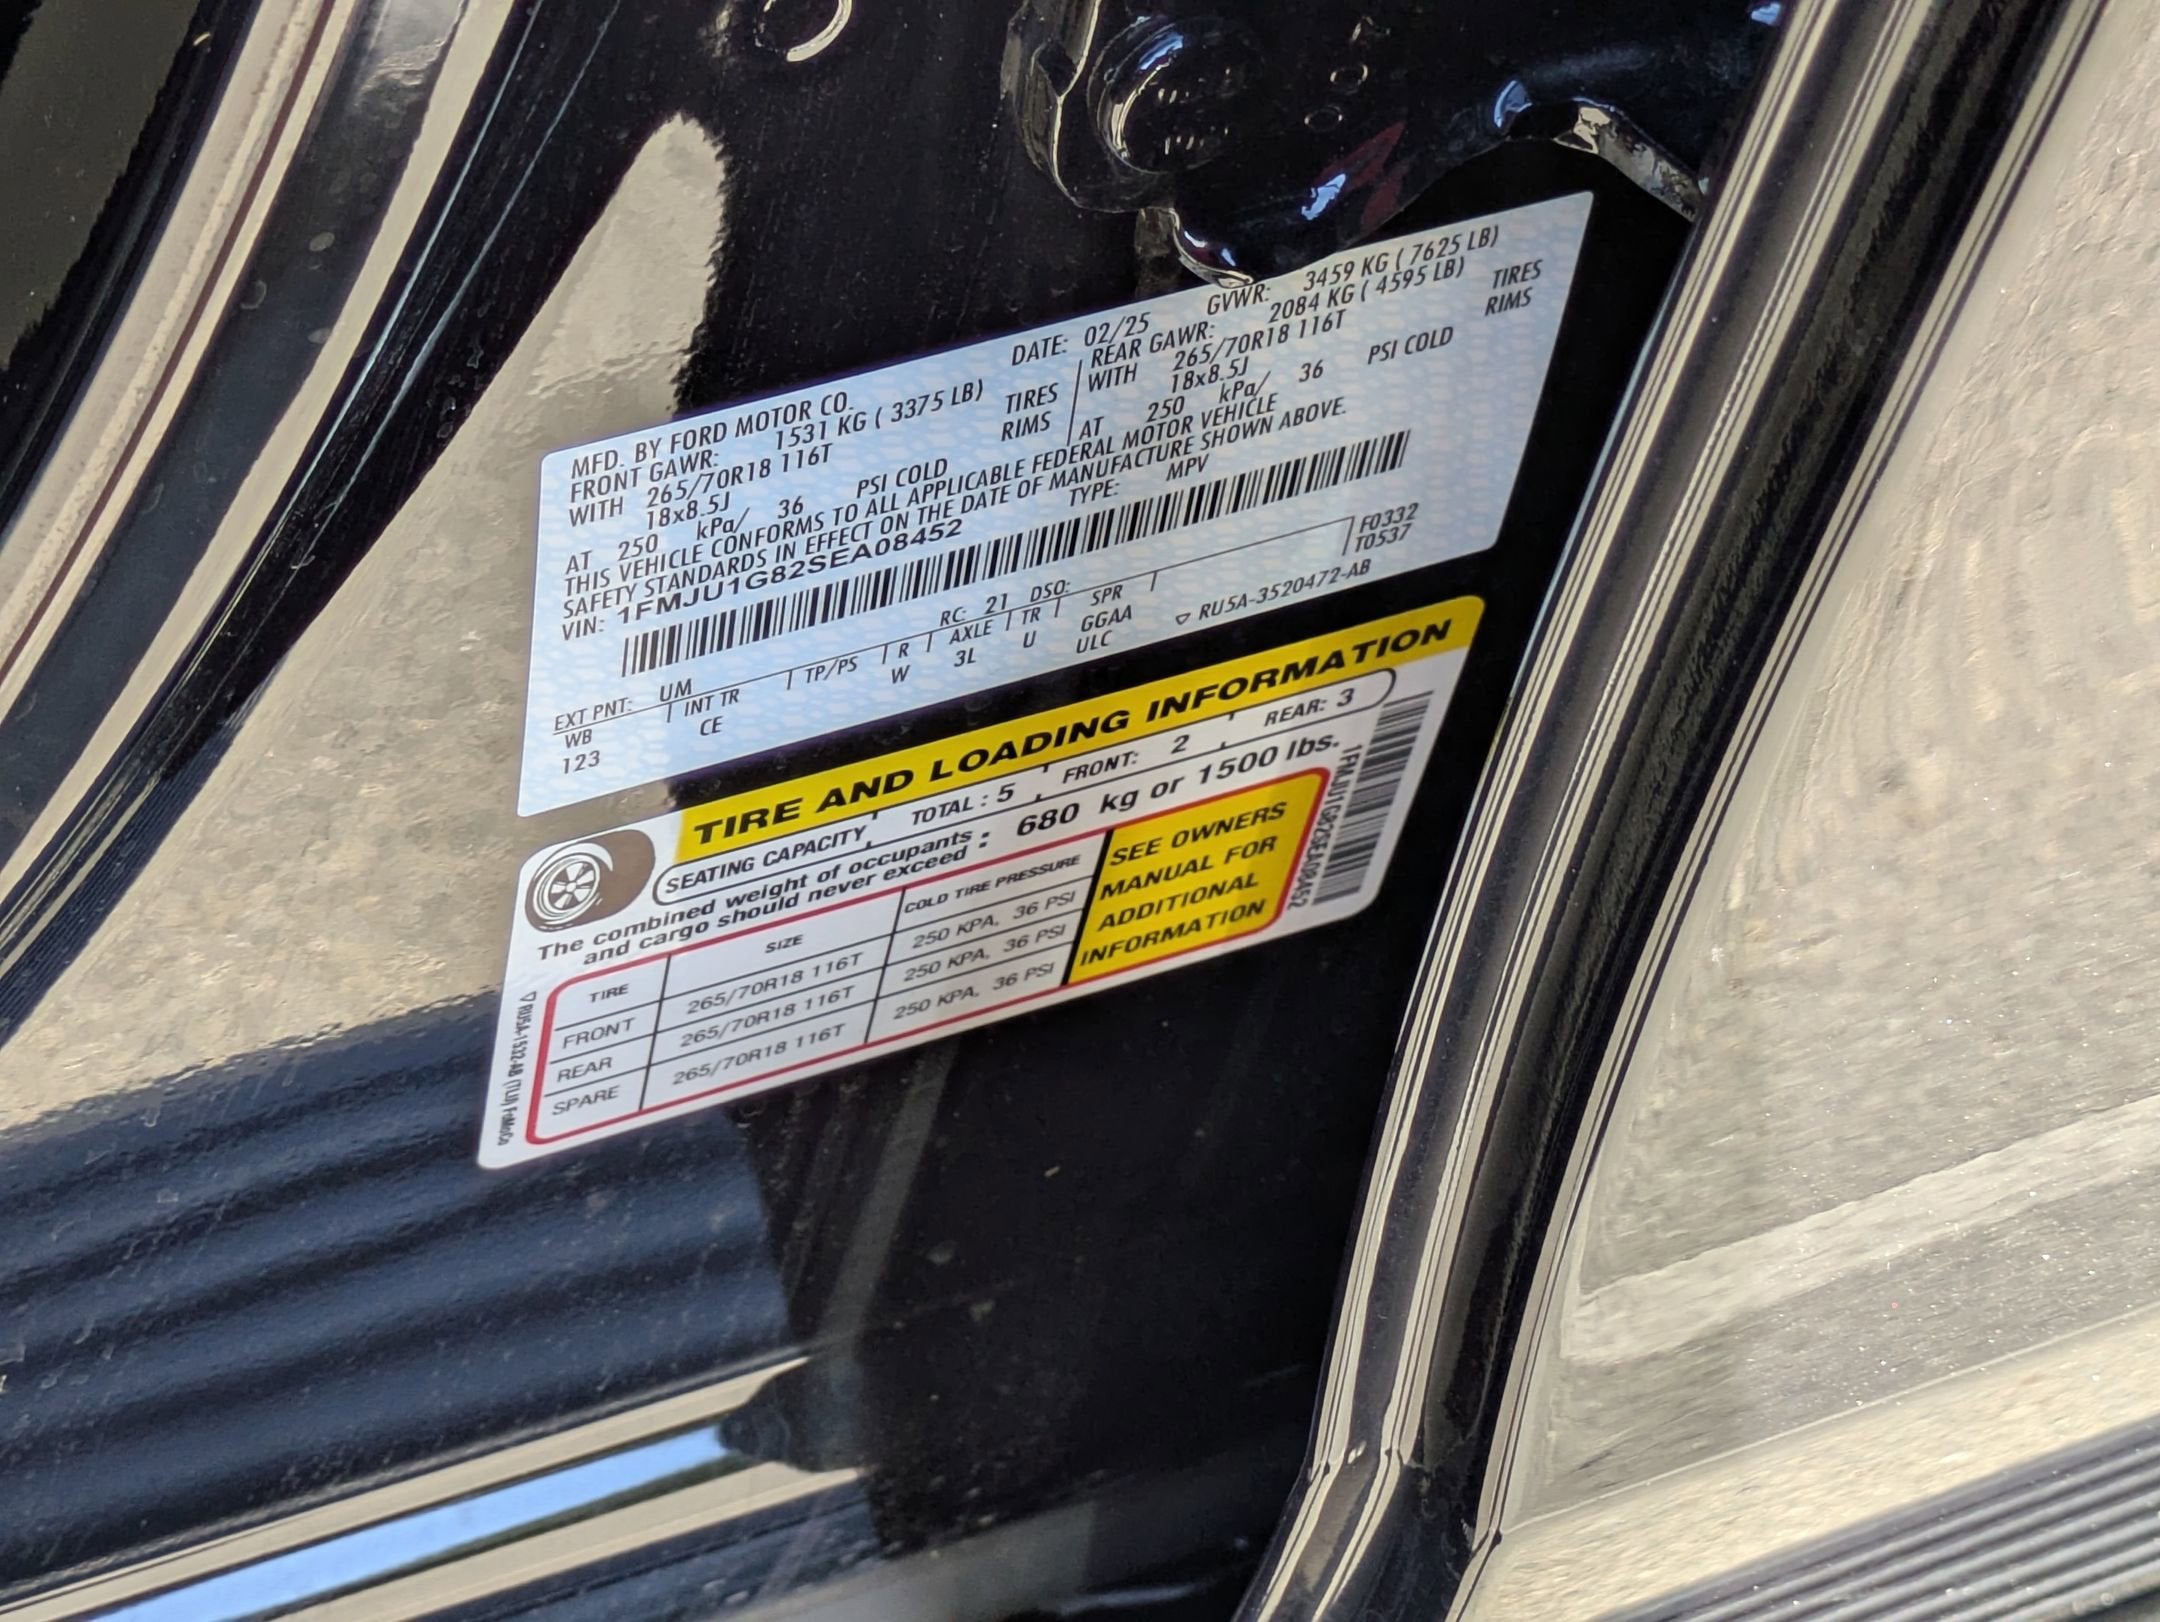 MFD. BY FORD MOTOR CO. DATE: 02/25 GVWR: 3459 KG ( 7625 LB)
FRONT GAWR: 1531 KG ( 3375 LB) REAR GAWR: 2084 KG ( 4595 LB)
WITH 265/70R18 116T TIRES WITH 265/70R18 116T TIRES
18x8.5J RIMS 18x8.5J RIMS
AT 250 kPa/ 36 PSI COLD AT 250 kPa/ 36 PSI COLD
THIS VEHICLE CONFORMS TO ALL APPLICABLE FEDERAL MOTOR VEHICLE
SAFETY STANDARDS IN EFFECT ON THE DATE OF MANUFACTURE SHOWN ABOVE.
VIN: 1FMJU1G82SEA08452 TYPE: MPV
F0332
T0537
EXT PNT: UM RC: 21 DSO:
WB INT TR TP/PS R AXLE TR SPR
123 CE W 3L U GGAA
ULC
RU5A-3520472-AB
TIRE AND LOADING INFORMATION
SEATING CAPACITY, TOTAL : 5 , FRONT: 2 , REAR: 3
The combined weight of occupants
and cargo should never exceed : 680 kg or 1500 lbs.
TIRE SIZE COLD TIRE PRESSURE
FRONT 265/70R18 116T 250 KPA, 36 PSI
REAR 265/70R18 116T 250 KPA, 36 PSI
SPARE 265/70R18 116T 250 KPA, 36 PSI
SEE OWNERS
MANUAL FOR
ADDITIONAL
INFORMATION
1FMJU1G82SEA08452
RU5A-1532-AB (TLU) FoMoCo